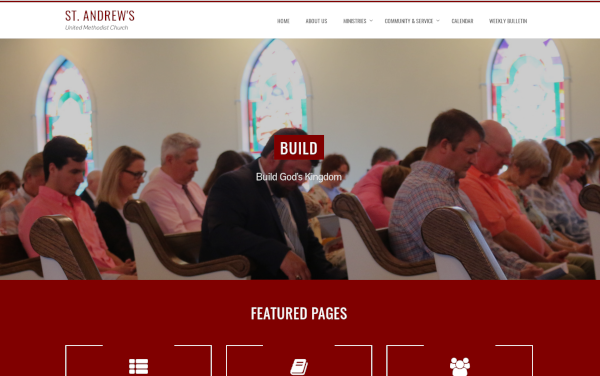 ST. ANDREW'S
United Methodist Church
HOME ABOUT US MINISTRIES COMMUNITY & SERVICE CALENDAR WEEKLY BULLETIN
BUILD
Build God's Kingdom
FEATURED PAGES